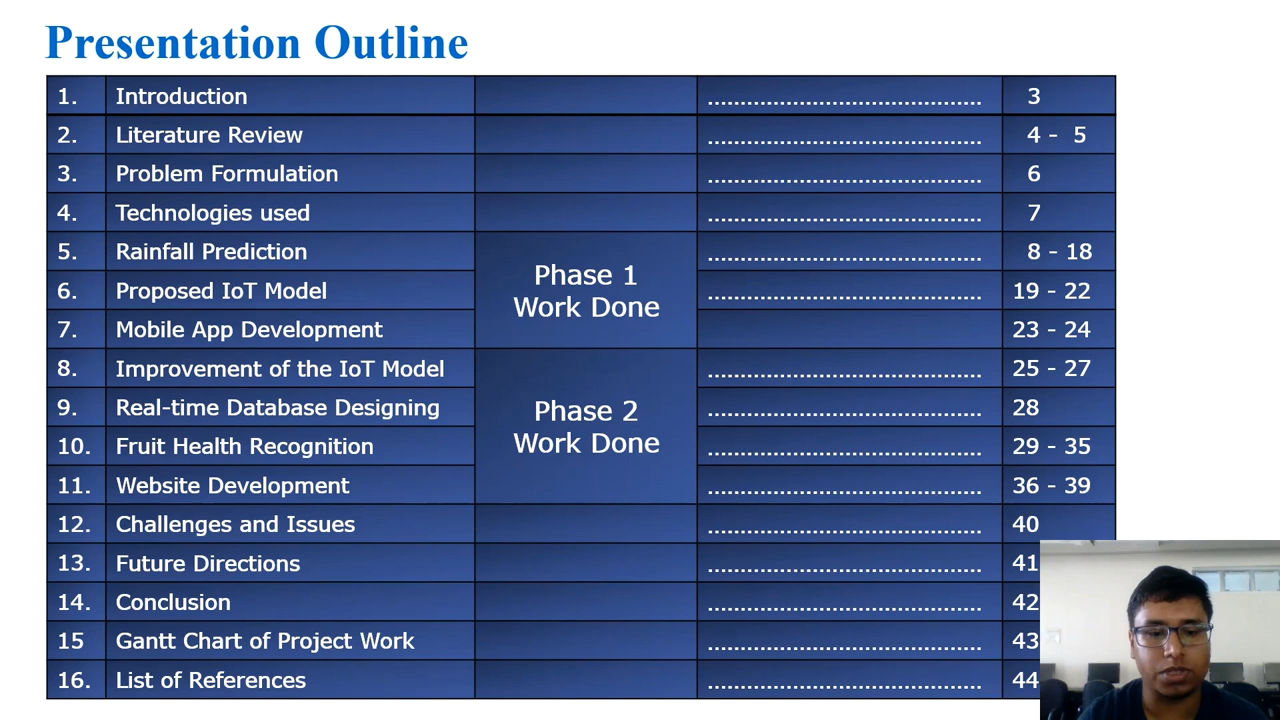 Presentation Outline
1. Introduction ........................................... 3
2. Literature Review ........................................... 4 - 5
3. Problem Formulation ........................................... 6
4. Technologies used ........................................... 7
5. Rainfall Prediction ........................................... 8 - 18
Phase 1
Work Done
6. Proposed IoT Model ........................................... 19 - 22
7. Mobile App Development 23 - 24
8. Improvement of the IoT Model ........................................... 25 - 27
Phase 2
Work Done
9. Real-time Database Designing ........................................... 28
10. Fruit Health Recognition ........................................... 29 - 35
11. Website Development ........................................... 36 - 39
12. Challenges and Issues ........................................... 40
13. Future Directions ........................................... 41
14. Conclusion ........................................... 42
15 Gantt Chart of Project Work ........................................... 43
16. List of References ........................................... 44